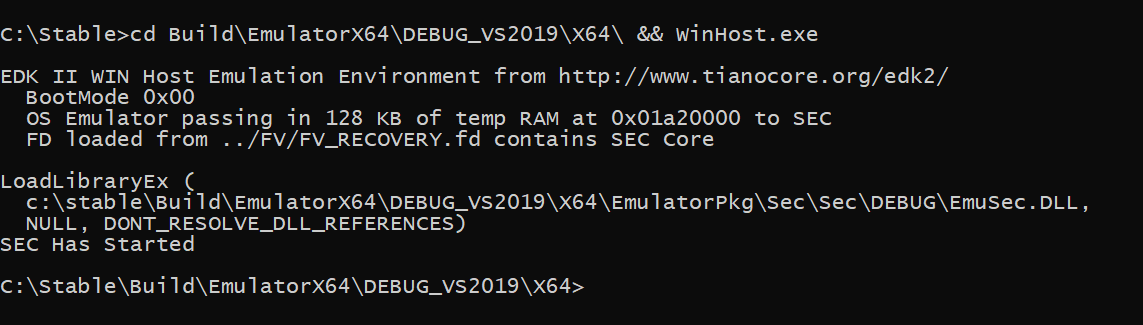 C:\Stable>cd Build\EmulatorX64\DEBUG_VS2019\X64\ && WinHost.exe
EDK II WIN Host Emulation Environment from http://www.tianocore.org/edk2/
BootMode 0x00
OS Emulator passing in 128 KB of temp RAM at 0x01a20000 to SEC
FD loaded from ../FV/FV_RECOVERY.fd contains SEC Core
LoadLibraryEx (
c:\stable\Build\EmulatorX64\DEBUG_VS2019\X64\EmulatorPkg\Sec\Sec\DEBUG\EmuSec.DLL,
NULL, DONT_RESOLVE_DLL_REFERENCES)
SEC Has Started
C:\Stable\Build\EmulatorX64\DEBUG_VS2019\X64>